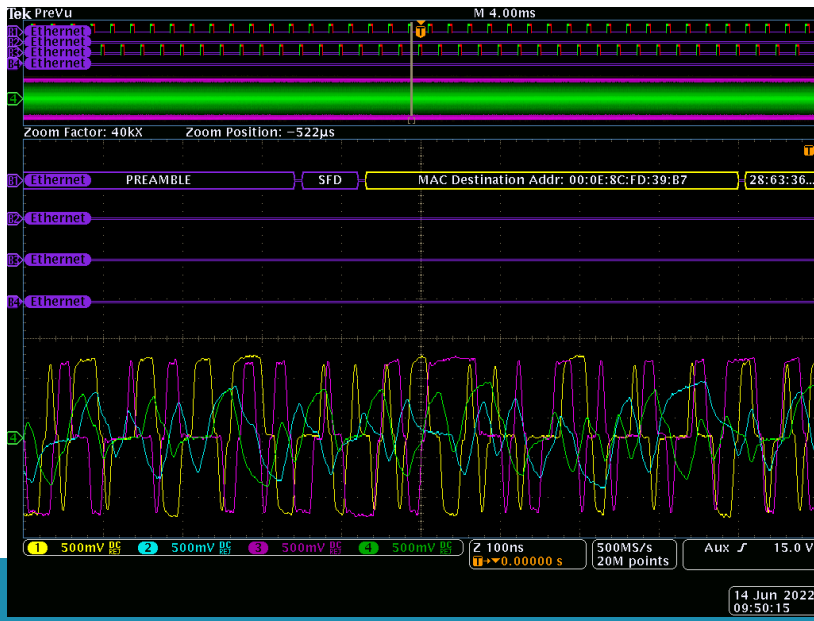 Tek PreVu M 4.00ms
B1 Ethernet
B2 Ethernet
B3 Ethernet
B4 Ethernet
T
4
Zoom Factor: 40kX Zoom Position: −522µs
T
B1 Ethernet PREAMBLE SFD MAC Destination Addr: 00:0E:8C:FD:39:B7 28:63:36...
B2 Ethernet
B3 Ethernet
B4 Ethernet
4
1 500mV 2 500mV 3 500mV 4 500mV Z 100ns 500MS/s Aux 15.0 V
T→▼0.00000 s 20M points
14 Jun 2022
09:50:15